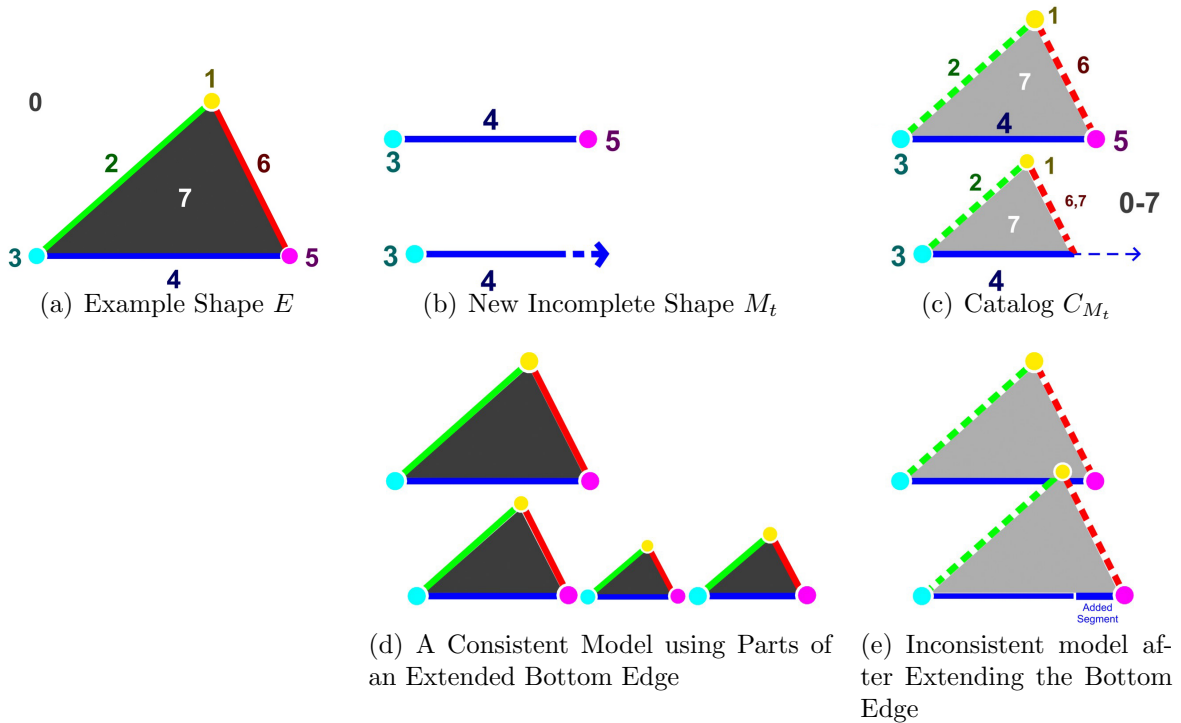 0
1
2
6
7
3
5
4
(a) Example Shape E
4
3
5
3
4
(b) New Incomplete Shape M_t
1
2
6
7
4
3
5
1
2
6,7
0-7
7
3
4
(c) Catalog C_{M_t}
(d) A Consistent Model using Parts of
an Extended Bottom Edge
Added
Segment
(e) Inconsistent model af-
ter Extending the Bottom
Edge